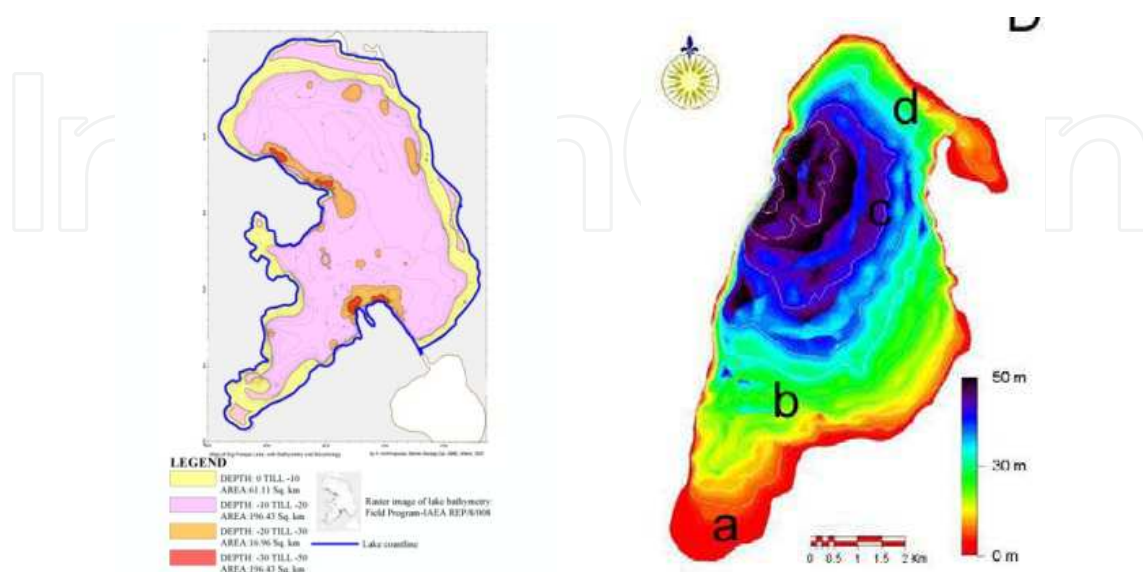 D
d
c
b
a
50 m
30 m
0 m
0 0.5 1 1.5 2 Km
LEGEND
DEPTH: 0 TILL -10
AREA:61.11 Sq. km
DEPTH: -10 TILL -20
AREA:196.43 Sq. km
DEPTH: -20 TILL -30
AREA:16.96 Sq. km
DEPTH: -30 TILL -50
AREA:196.43 Sq. km
Raster image of lake bathymetry:
Field Program-IAEA REP/8/008
Lake coastline